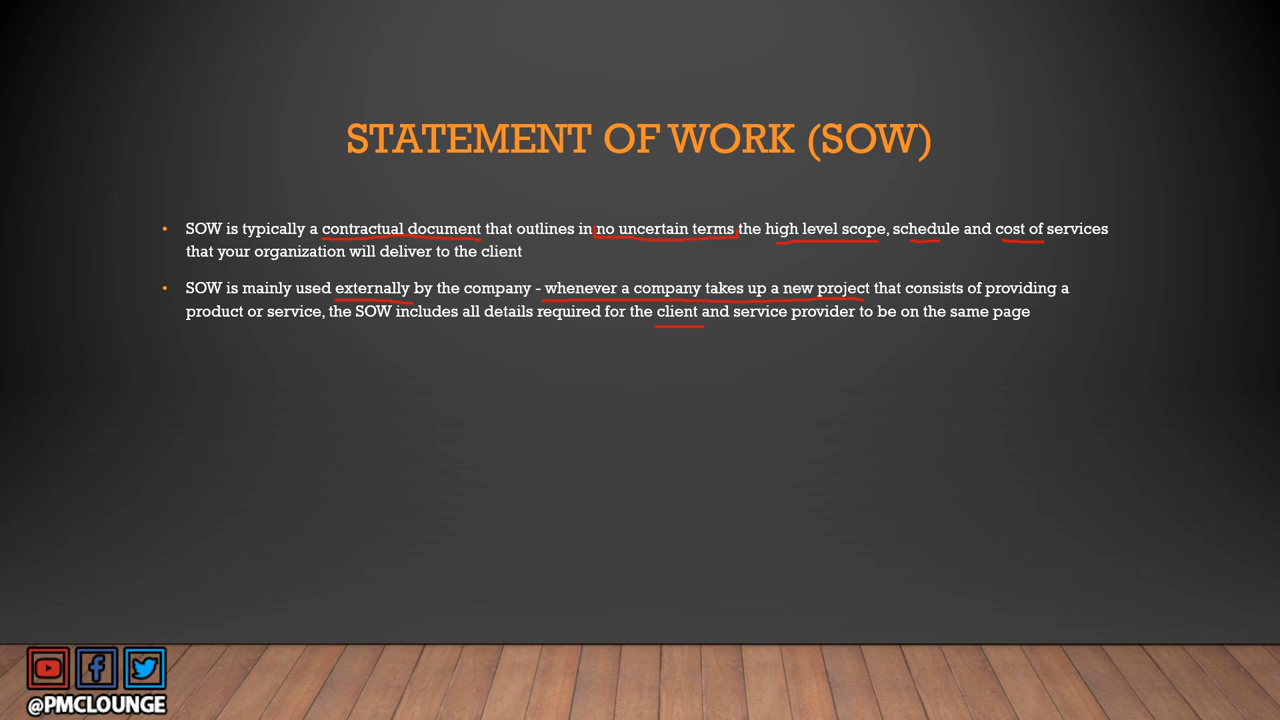 STATEMENT OF WORK (SOW)
• SOW is typically a contractual document that outlines in no uncertain terms the high level scope, schedule and cost of services
that your organization will deliver to the client
• SOW is mainly used externally by the company - whenever a company takes up a new project that consists of providing a
product or service, the SOW includes all details required for the client and service provider to be on the same page
@PMCLOUNGE